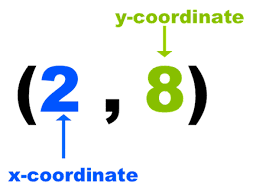 y-coordinate
(2 , 8)
x-coordinate